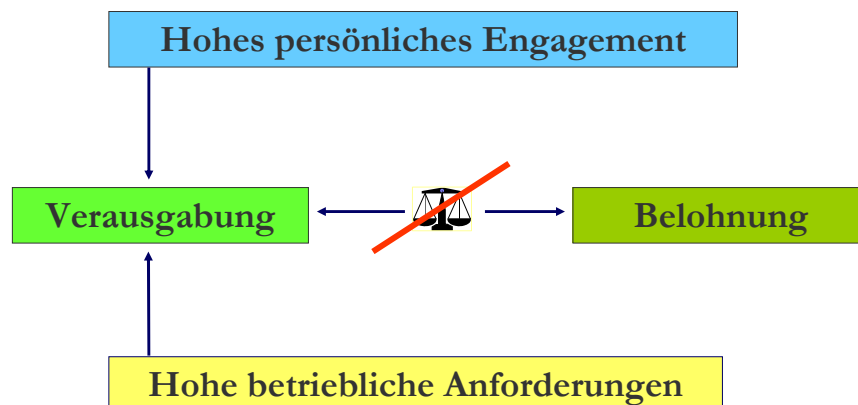 Hohes persönliches Engagement
Verausgabung
Belohnung
Hohe betriebliche Anforderungen